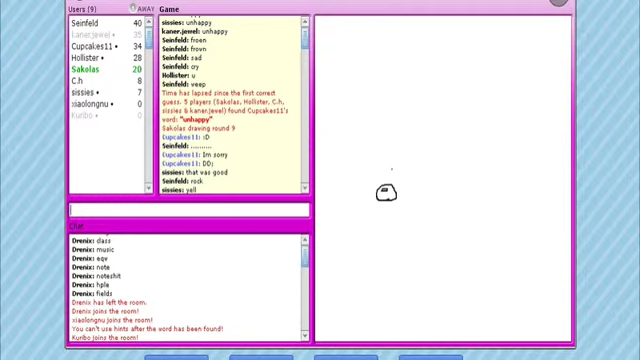 Users (9)
AWAY
Seinfeld 40
kaner.jewel • 35
Cupcakes11 • 34
Hollister • 28
Sakolas 20
C.h 8
sissies • 7
xiaolongnu • 0
Kuribo • 0
Game
sissies: unhappy
kaner.jewel: unhappy
Seinfeld: froen
Seinfeld: frovn
Seinfeld: sad
Seinfeld: cry
Hollister: u
Seinfeld: weep
Time has lapsed since the first correct
guess. 5 players (Sakolas, Hollister, C.h,
sissies & kaner.jewel) found Cupcakes11's
word: "unhappy"
Sakolas drawing round 9
Cupcakes11: :D
Seinfeld: ..........
Cupcakes11: Im sorry
Cupcakes11: DD:
sissies: that was good
Seinfeld: rock
sissies: yell
Chat
Drenix: class
Drenix: music
Drenix: eqv
Drenix: note
Drenix: noteshit
Drenix: hple
Drenix: fields
Drenix has left the room.
Drenix joins the room!
xiaolongnu joins the room!
You can't use hints after the word has been found!
Kuribo joins the room!